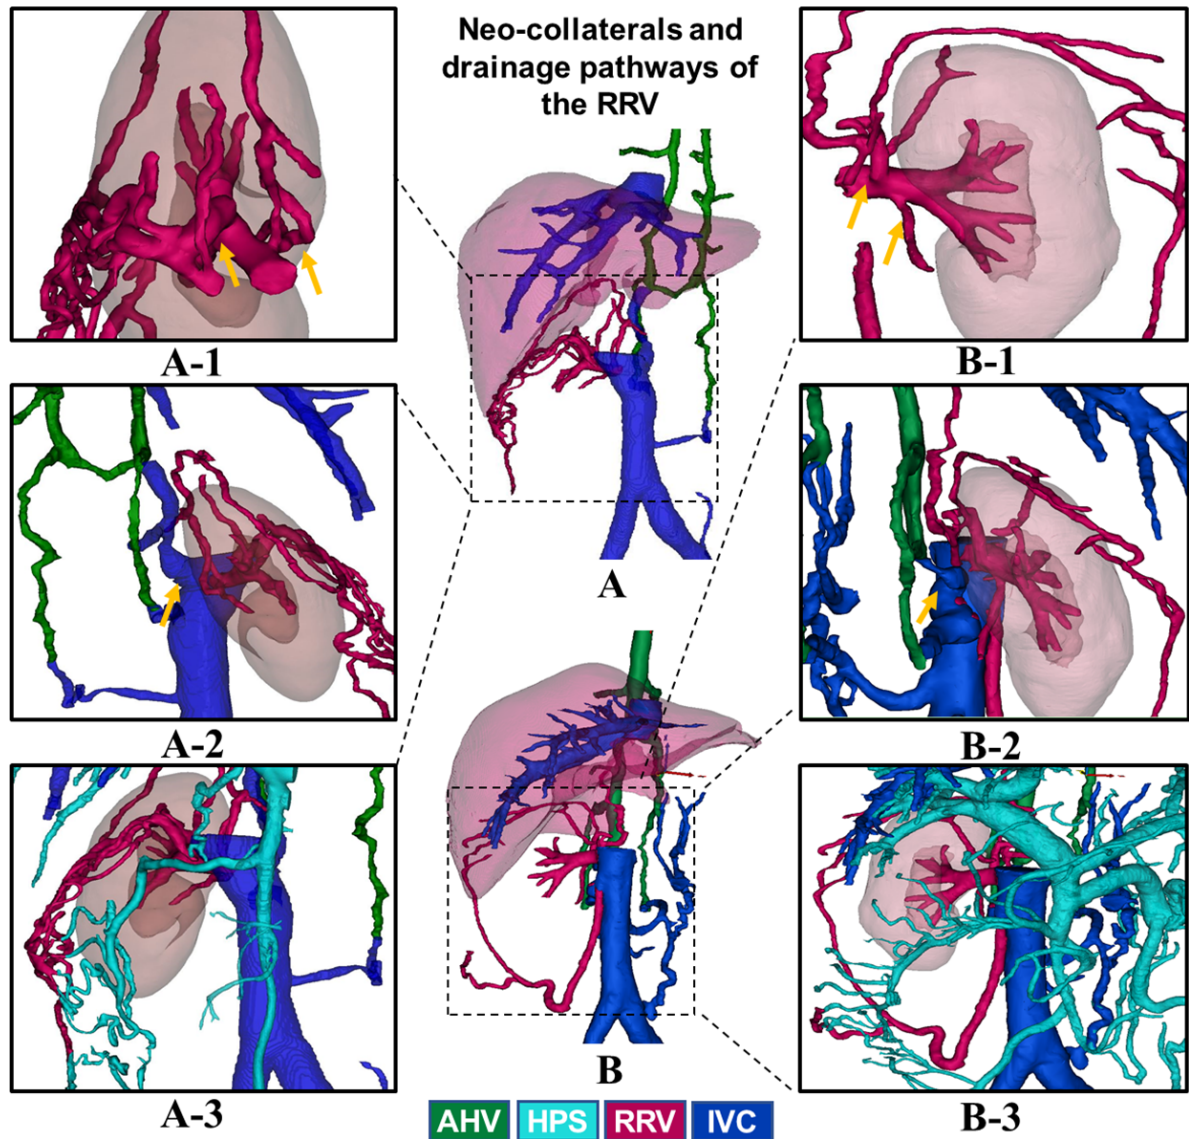 Neo-collaterals and
drainage pathways of
the RRV
A-1
B-1
A
A-2
B-2
B
A-3
B-3
AHV HPS RRV IVC